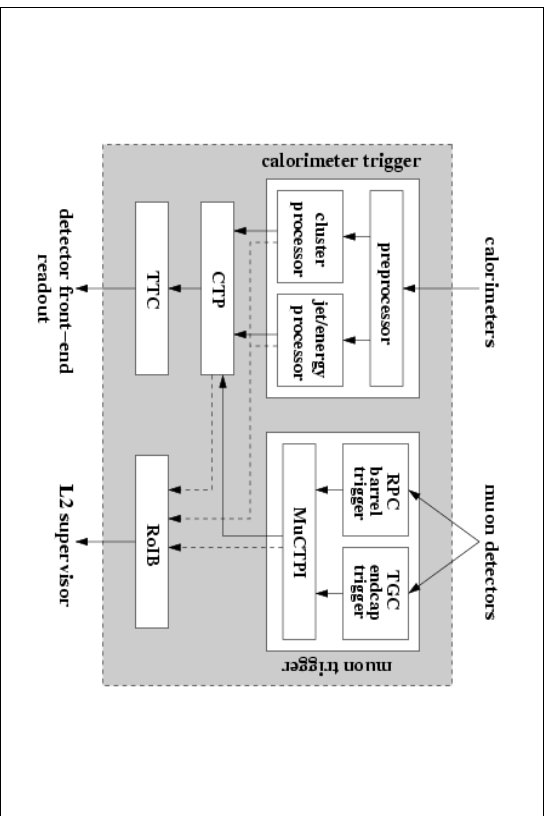 calorimeters
muon detectors
calorimeter trigger
preprocessor
cluster
processor
jet/energy
processor
RPC
barrel
trigger
TGC
endcap
trigger
MuCTPI
muon trigger
CTP
TTC
RoIB
detector front–end
readout
L2 supervisor